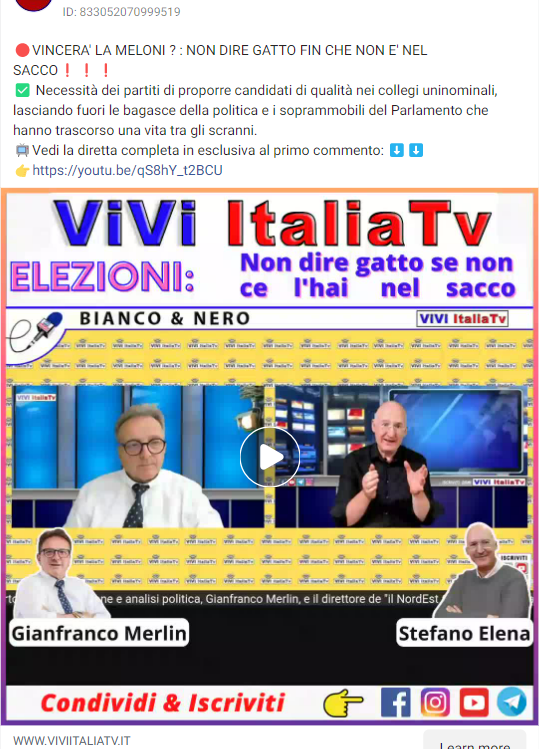 ID: 833052070999519
🔴VINCERA' LA MELONI ? : NON DIRE GATTO FIN CHE NON E' NEL
SACCO❗❗❗
✅ Necessità dei partiti di proporre candidati di qualità nei collegi uninominali,
lasciando fuori le bagasce della politica e i soprammobili del Parlamento che
hanno trascorso una vita tra gli scranni.
📺Vedi la diretta completa in esclusiva al primo commento: ⬇️⬇️
👉https://youtu.be/qS8hY_t2BCU
ViVi ItaliaTv
ELEZIONI:
Non dire gatto se non
ce l'hai nel sacco
BIANCO & NERO
ViVi ItaliaTv
ViVi ItaliaTv
ViVi ItaliaTv
ISCRIVITI
ne e analisi politica, Gianfranco Merlin, e il direttore de "il NordEst
Gianfranco Merlin
Stefano Elena
Condividi & Iscriviti
WWW.VIVIITALIATV.IT
Learn more